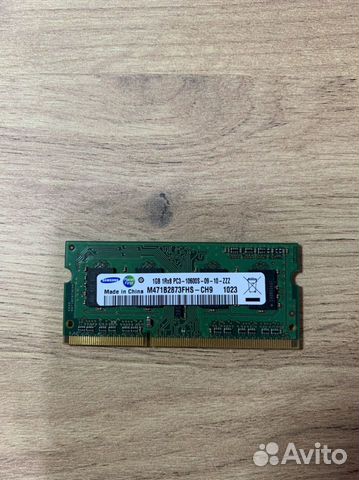 SAMSUNG
1GB 1Rx8 PC3-10600S-09-10-ZZZ
Made in China M471B2873FHS-CH9 1023
Avito